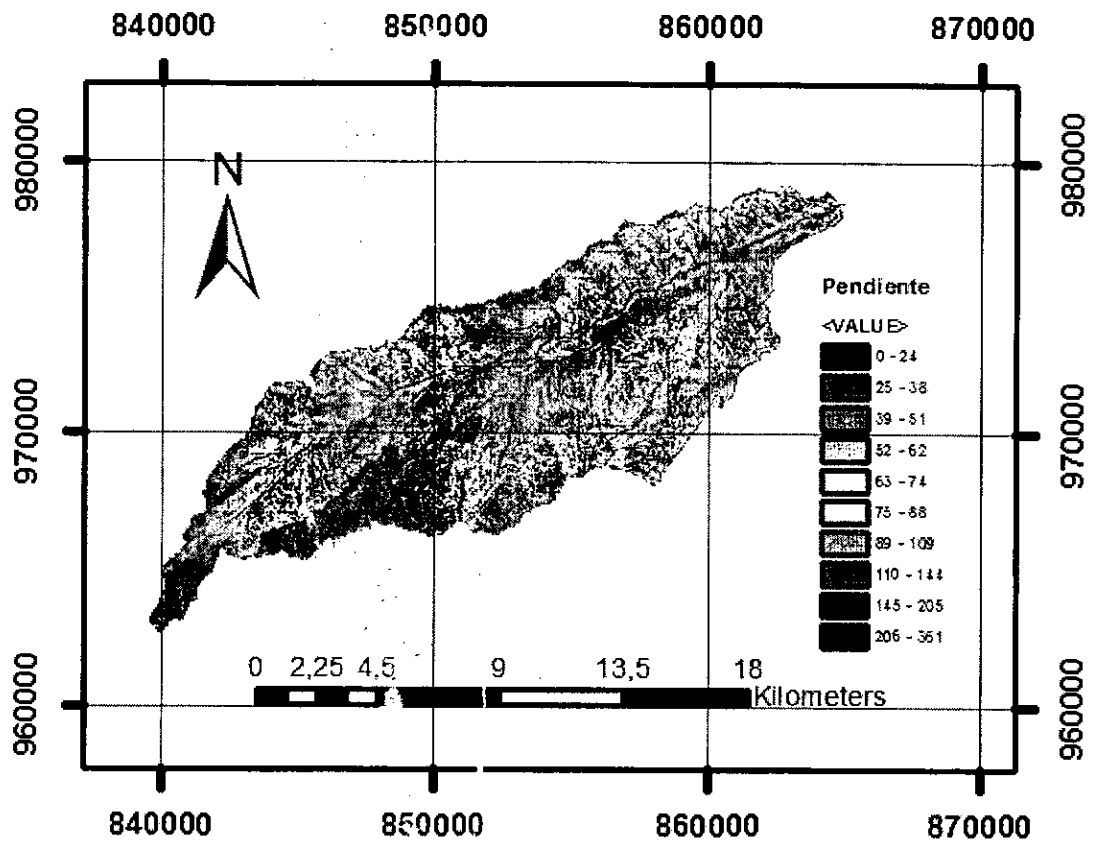 840000 850000 860000 870000
980000
980000
N
Pendiente
<VALUE>
0 - 24
25 - 38
39 - 51
52 - 62
63 - 74
75 - 88
89 - 109
110 - 144
145 - 205
206 - 361
970000
970000
0 2,25 4,5 9 13,5 18
Kilometers
960000
960000
840000 850000 860000 870000